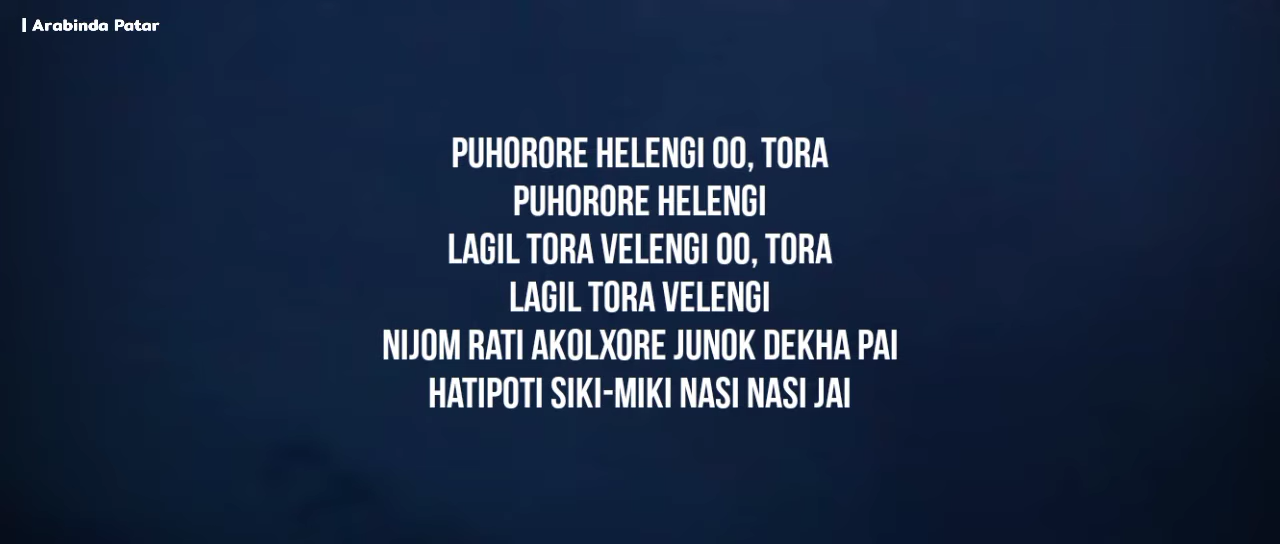 | Arabinda Patar
PUHORORE HELENGI OO, TORA
PUHORORE HELENGI
LAGIL TORA VELENGI OO, TORA
LAGIL TORA VELENGI
NIJOM RATI AKOLXORE JUNOK DEKHA PAI
HATIPOTI SIKI-MIKI NASI NASI JAI